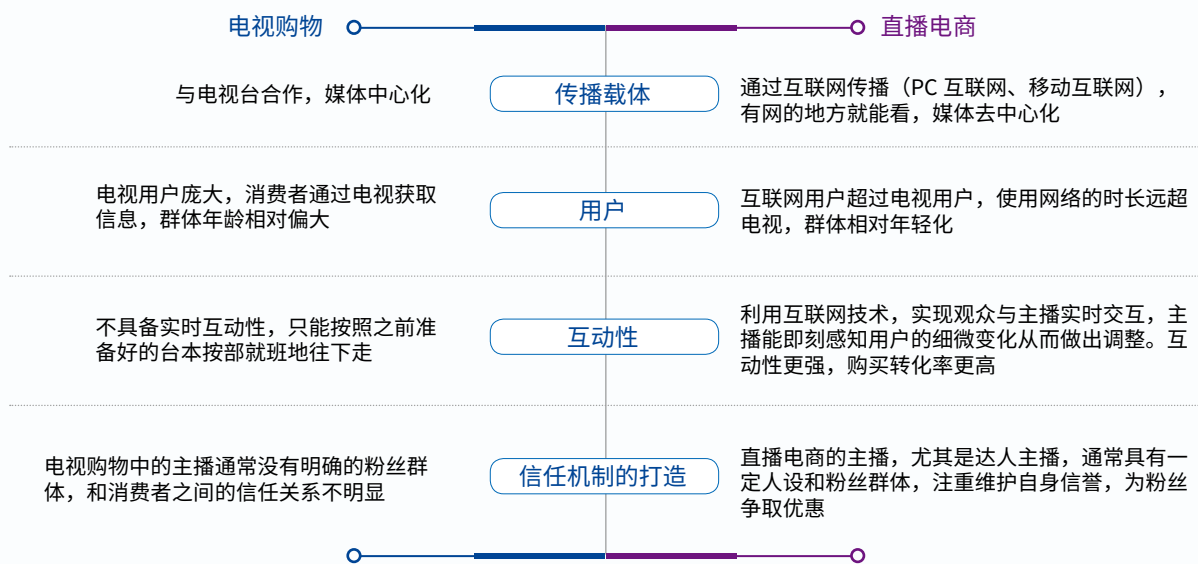 电视购物
直播电商
与电视台合作，媒体中心化
传播载体
通过互联网传播（PC 互联网、移动互联网），
有网的地方就能看，媒体去中心化
电视用户庞大，消费者通过电视获取
信息，群体年龄相对偏大
用户
互联网用户超过电视用户，使用网络的时长远超
电视，群体相对年轻化
不具备实时互动性，只能按照之前准
备好的台本按部就班地往下走
互动性
利用互联网技术，实现观众与主播实时交互，主
播能即刻感知用户的细微变化从而做出调整。互
动性更强，购买转化率更高
电视购物中的主播通常没有明确的粉丝群
体，和消费者之间的信任关系不明显
信任机制的打造
直播电商的主播，尤其是达人主播，通常具有一
定人设和粉丝群体，注重维护自身信誉，为粉丝
争取优惠